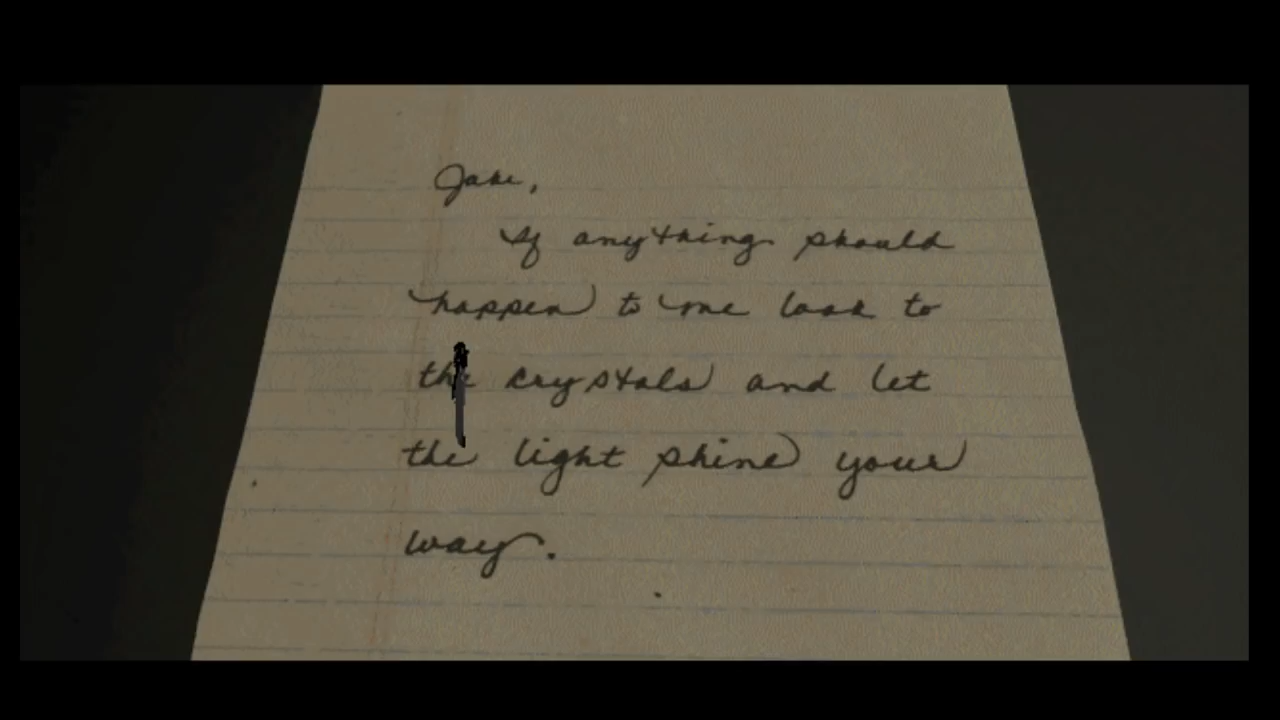 Jake,
If anything should
happen to me look to
the crystals and let
the light shine your
way.